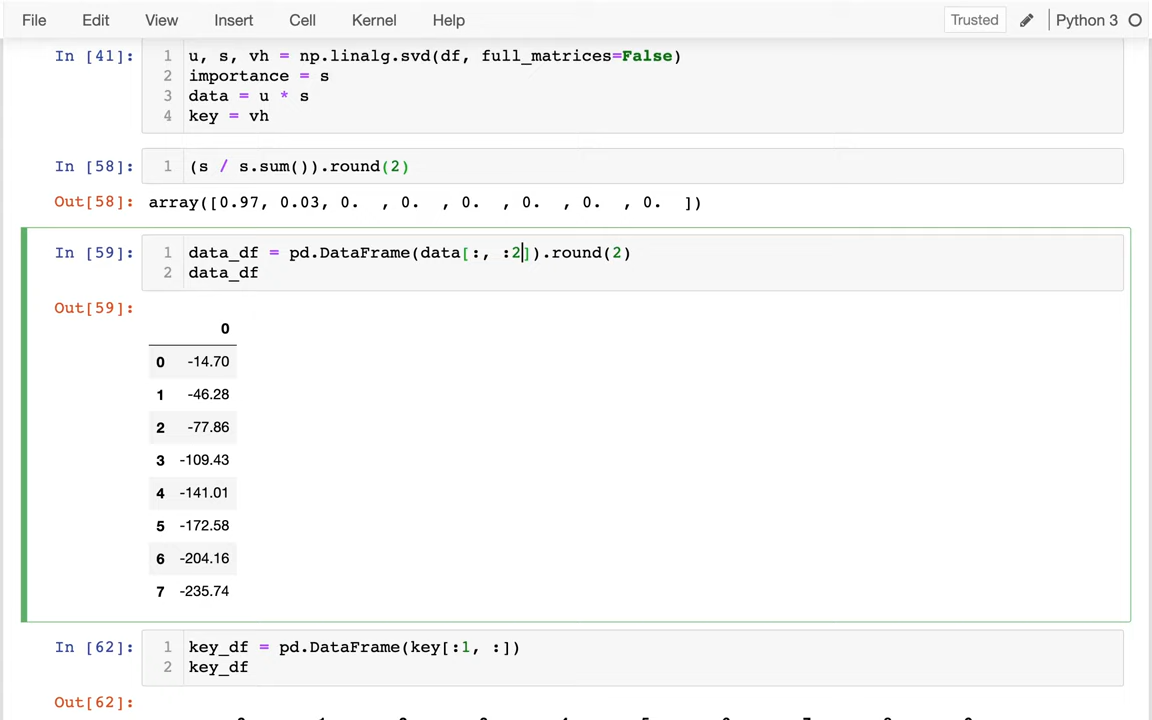 File Edit View Insert Cell Kernel Help Trusted Python 3
In [41]: 1 u, s, vh = np.linalg.svd(df, full_matrices=False)
2 importance = s
3 data = u * s
4 key = vh
In [58]: 1 (s / s.sum()).round(2)
Out[58]: array([0.97, 0.03, 0.  , 0.  , 0.  , 0.  , 0.  , 0.  ])
In [59]: 1 data_df = pd.DataFrame(data[:, :2]).round(2)
2 data_df
Out[59]:
0
0 -14.70
1 -46.28
2 -77.86
3 -109.43
4 -141.01
5 -172.58
6 -204.16
7 -235.74
In [62]: 1 key_df = pd.DataFrame(key[:1, :])
2 key_df
Out[62]: